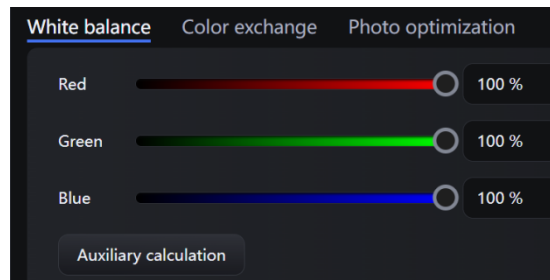 White balance Color exchange Photo optimization
Red 100 %
Green 100 %
Blue 100 %
Auxiliary calculation